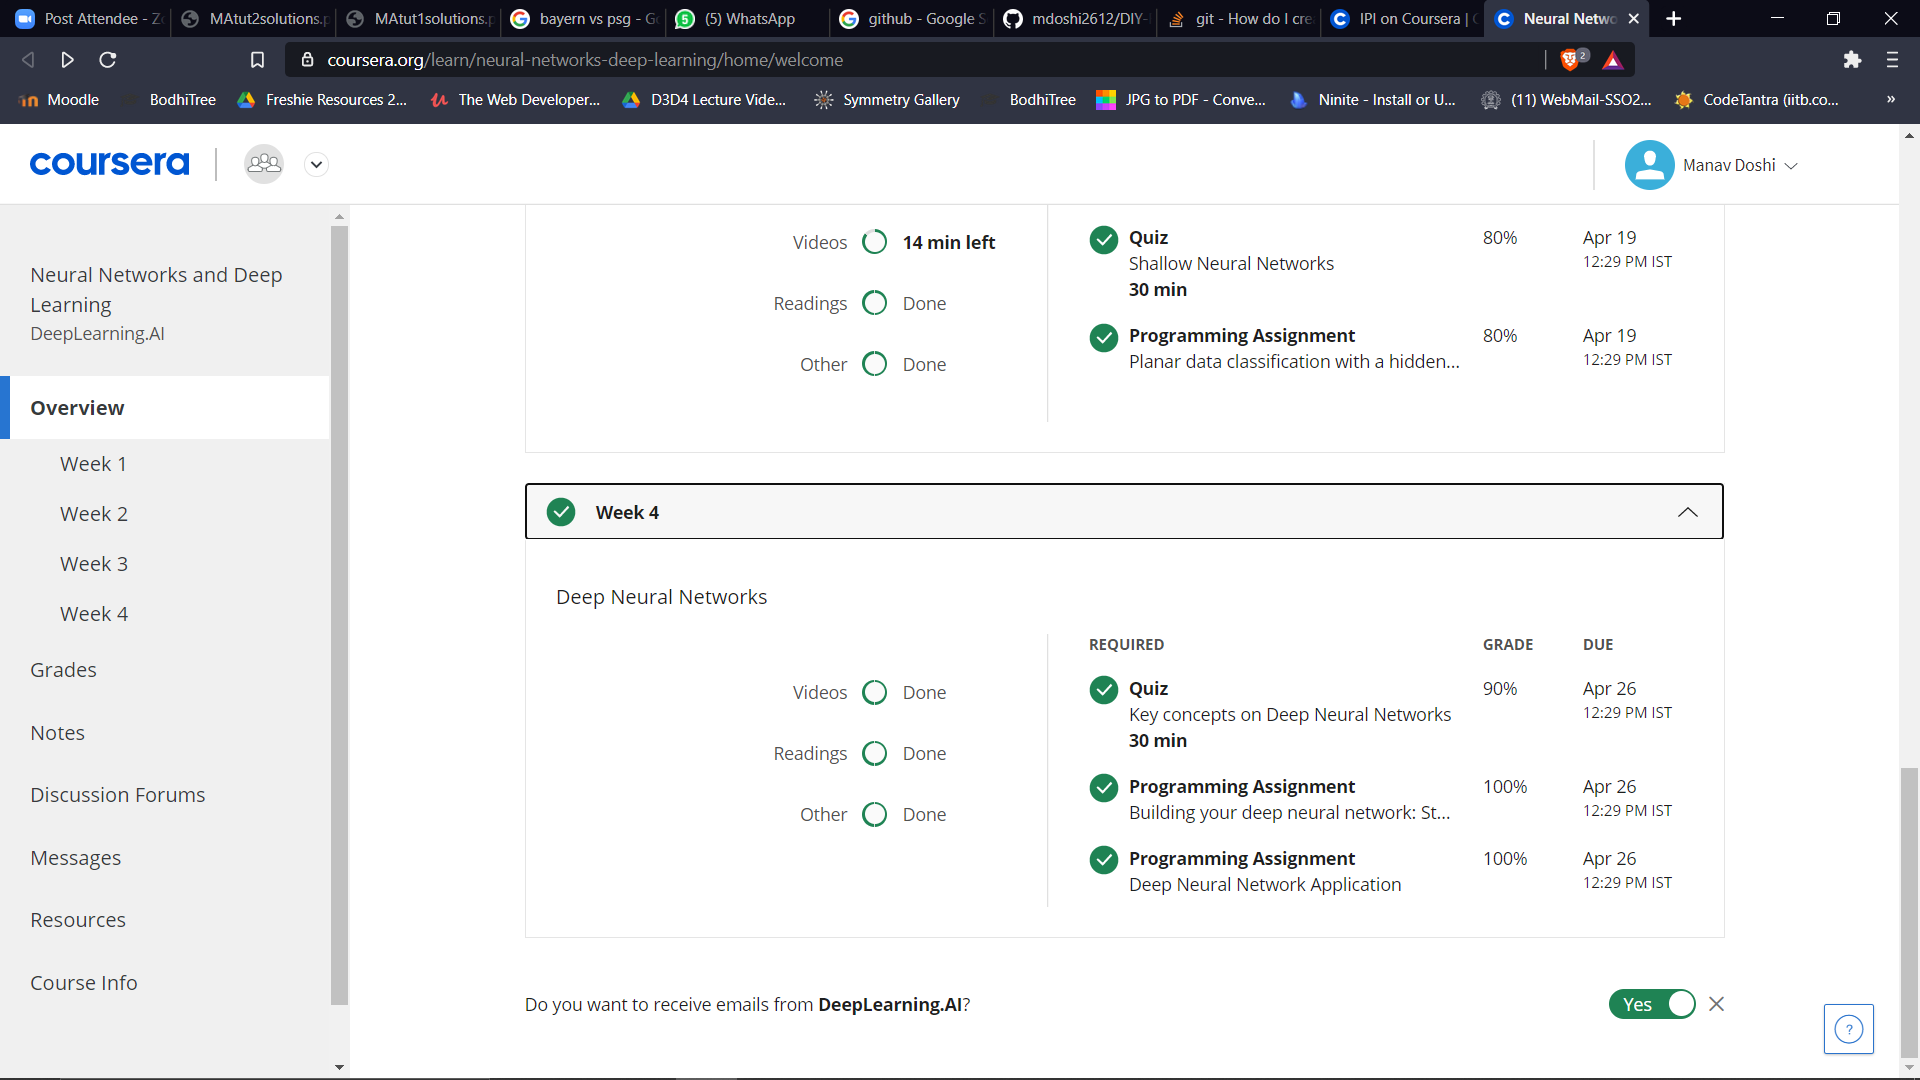 Post Attendee - Z
MAtut2solutions.p
MAtut1solutions.p
bayern vs psg - G
(5) WhatsApp
github - Google S
mdoshi2612/DIY-
git - How do I cre
IPI on Coursera |
Neural Netwo
coursera.org/learn/neural-networks-deep-learning/home/welcome
2
Moodle
BodhiTree
Freshie Resources 2...
The Web Developer...
D3D4 Lecture Vide...
Symmetry Gallery
BodhiTree
JPG to PDF - Conve...
Ninite - Install or U...
(11) WebMail-SSO2...
CodeTantra (iitb.co...
»
coursera
Manav Doshi
Neural Networks and Deep
Learning
DeepLearning.AI
Overview
Week 1
Week 2
Week 3
Week 4
Grades
Notes
Discussion Forums
Messages
Resources
Course Info
Videos 14 min left
Readings Done
Other Done
Quiz 80% Apr 19
Shallow Neural Networks 12:29 PM IST
30 min
Programming Assignment 80% Apr 19
Planar data classification with a hidden... 12:29 PM IST
Week 4
Deep Neural Networks
REQUIRED GRADE DUE
Videos Done
Readings Done
Other Done
Quiz 90% Apr 26
Key concepts on Deep Neural Networks 12:29 PM IST
30 min
Programming Assignment 100% Apr 26
Building your deep neural network: St... 12:29 PM IST
Programming Assignment 100% Apr 26
Deep Neural Network Application 12:29 PM IST
Do you want to receive emails from DeepLearning.AI?
Yes
?